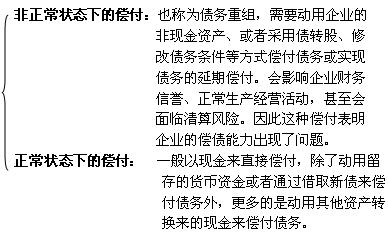 非正常状态下的偿付：也称为债务重组，需要动用企业的
非现金资产、或者采用债转股、修
改债务条件等方式偿付债务或实现
债务的延期偿付。会影响企业财务
信誉、正常生产经营活动，甚至会
面临清算风险。因此这种偿付表明
企业的偿债能力出现了问题。
正常状态下的偿付： 一般以现金来直接偿付，除了动用留
存的货币资金或者通过借取新债来偿
付债务外，更多的是动用其他资产转
换来的现金来偿付债务。